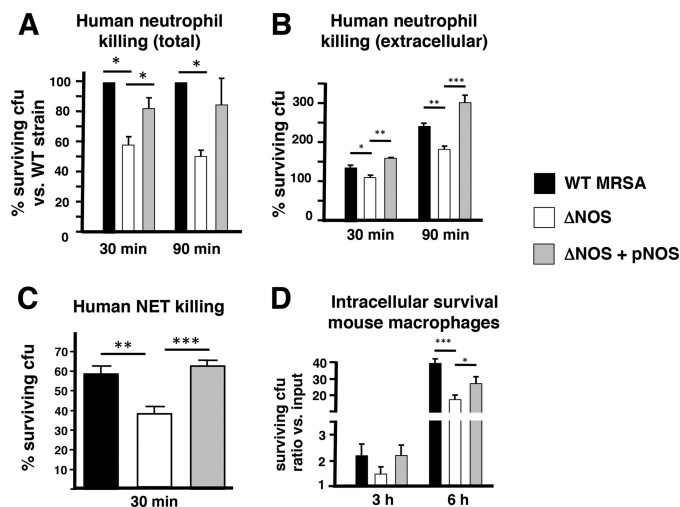 A
Human neutrophil
killing (total)
% surviving cfu
vs. WT strain
100
80
60
40
20
0
* * *
30 min 90 min
B
Human neutrophil
killing (extracellular)
% surviving cfu
300
200
100
0
* ** ** ***
30 min 90 min
WT MRSA
ΔNOS
ΔNOS + pNOS
C
Human NET killing
% surviving cfu
70
60
50
40
30
20
10
** ***
30 min
D
Intracellular survival
mouse macrophages
surviving cfu
ratio vs. input
40
20
3
2
1
*** *
3 h 6 h